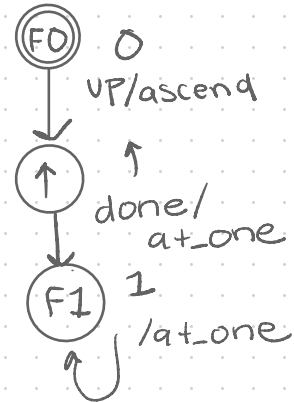 F0 0
UP/ascend
↑ ↑
done/
at_one
F1 1
/at_one